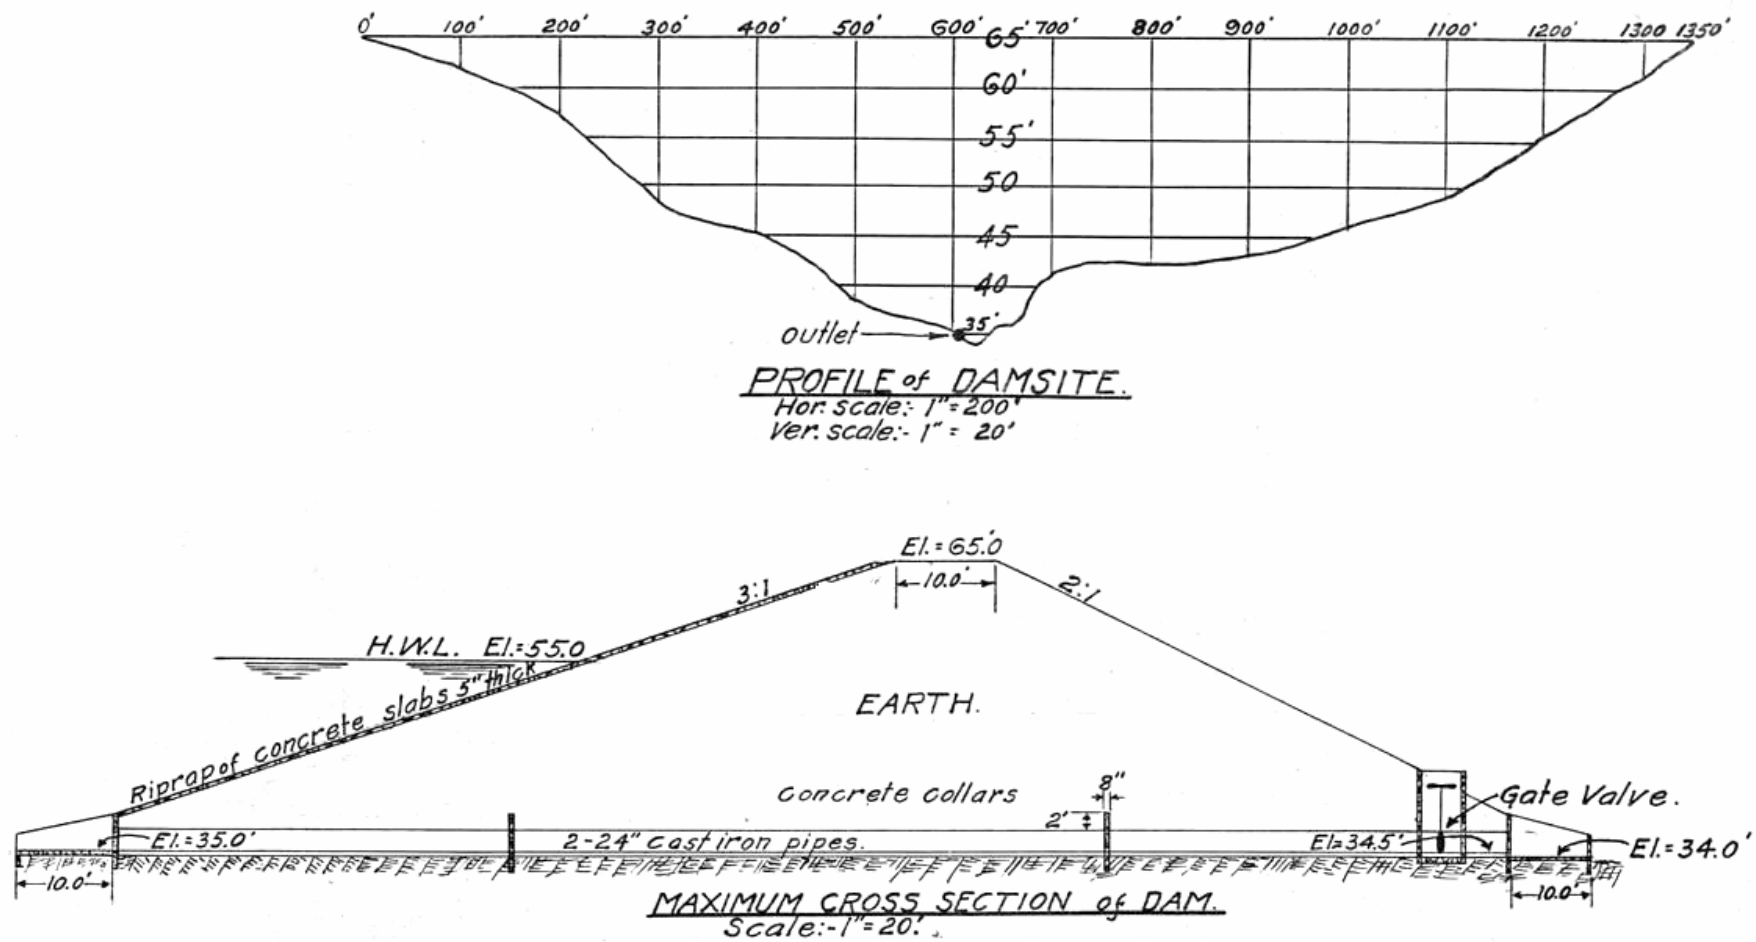 0' 100' 200' 300' 400' 500' 600' 700' 800' 900' 1000' 1100' 1200' 1300 1350'
65'
60'
55'
50
45
40
35'
outlet
PROFILE of DAMSITE.
Hor. scale:- 1"=200'
Ver. scale:- 1" = 20'
El.=65.0'
10.0'
3:1
2:1
H.W.L. El.=55.0
Riprap of concrete slabs 5" thick
EARTH.
Concrete collars
8"
2'
Gate Valve.
El.=35.0'
2-24" Cast iron pipes.
El=34.5'
El.=34.0'
10.0'
10.0'
MAXIMUM CROSS SECTION of DAM.
Scale:-1"=20'.